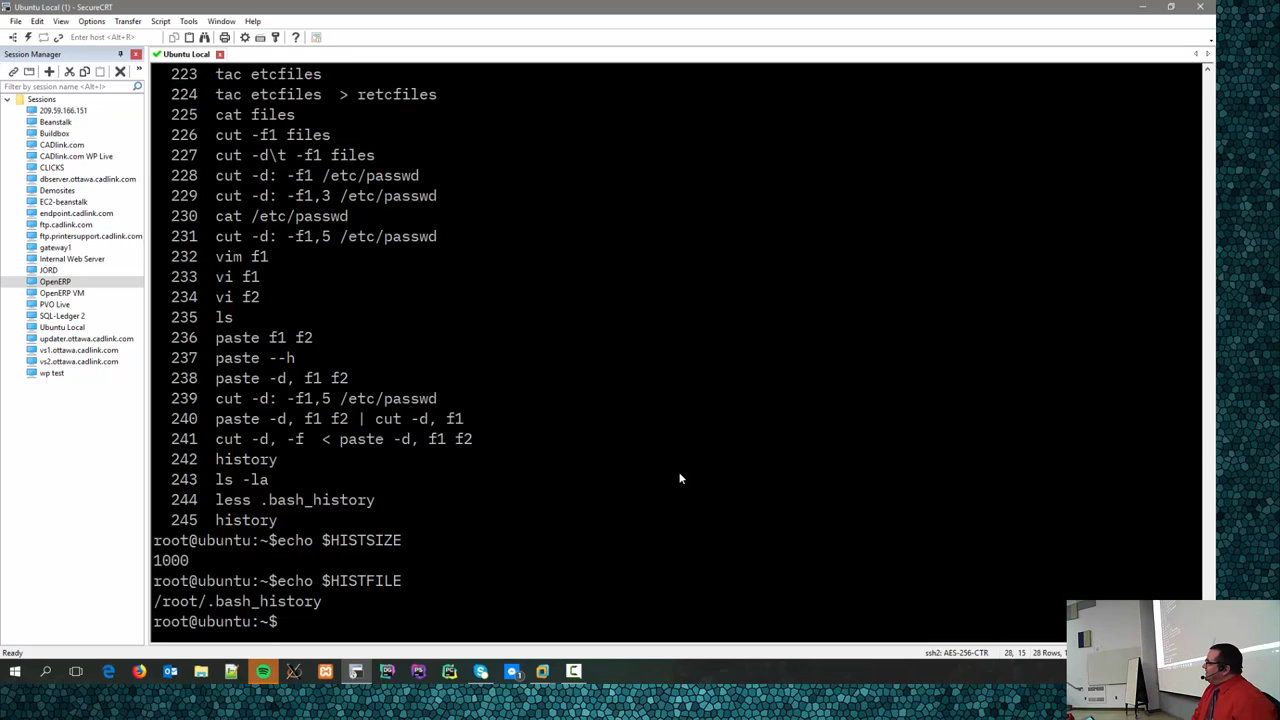 Ubuntu Local (1) - SecureCRT
File Edit View Options Transfer Script Tools Window Help
Enter host <Alt+R>
Session Manager
Ubuntu Local
Filter by session name <Alt+I>
Sessions
209.59.166.151
Beanstalk
Buildbox
CADlink.com
CADlink.com WP Live
CLICKS
dbserver.ottawa.cadlink.com
Demosites
EC2-beanstalk
endpoint.cadlink.com
ftp.cadlink.com
ftp.printersupport.cadlink.com
gateway1
Internal Web Server
JORD
OpenERP
OpenERP VM
PVO Live
SQL-Ledger 2
Ubuntu Local
updater.ottawa.cadlink.com
vs1.ottawa.cadlink.com
vs2.ottawa.cadlink.com
wp test
223 tac etcfiles
224 tac etcfiles > retcfiles
225 cat files
226 cut -f1 files
227 cut -d\t -f1 files
228 cut -d: -f1 /etc/passwd
229 cut -d: -f1,3 /etc/passwd
230 cat /etc/passwd
231 cut -d: -f1,5 /etc/passwd
232 vim f1
233 vi f1
234 vi f2
235 ls
236 paste f1 f2
237 paste --h
238 paste -d, f1 f2
239 cut -d: -f1,5 /etc/passwd
240 paste -d, f1 f2 | cut -d, f1
241 cut -d, -f < paste -d, f1 f2
242 history
243 ls -la
244 less .bash_history
245 history
root@ubuntu:~$echo $HISTSIZE
1000
root@ubuntu:~$echo $HISTFILE
/root/.bash_history
root@ubuntu:~$
ssh2: AES-256-CTR 28, 15 28 Rows,